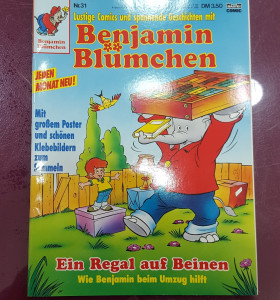 Nr.31
DM 3,50
Lustige Comics und spannende Geschichten mit
Benjamin
Blümchen
Benjamin
Blümchen
JEDEN
MONAT NEU!
Mit
großem Poster
und schönen
Klebebildern
zum
Sammeln
Ein Regal auf Beinen
Wie Benjamin beim Umzug hilft